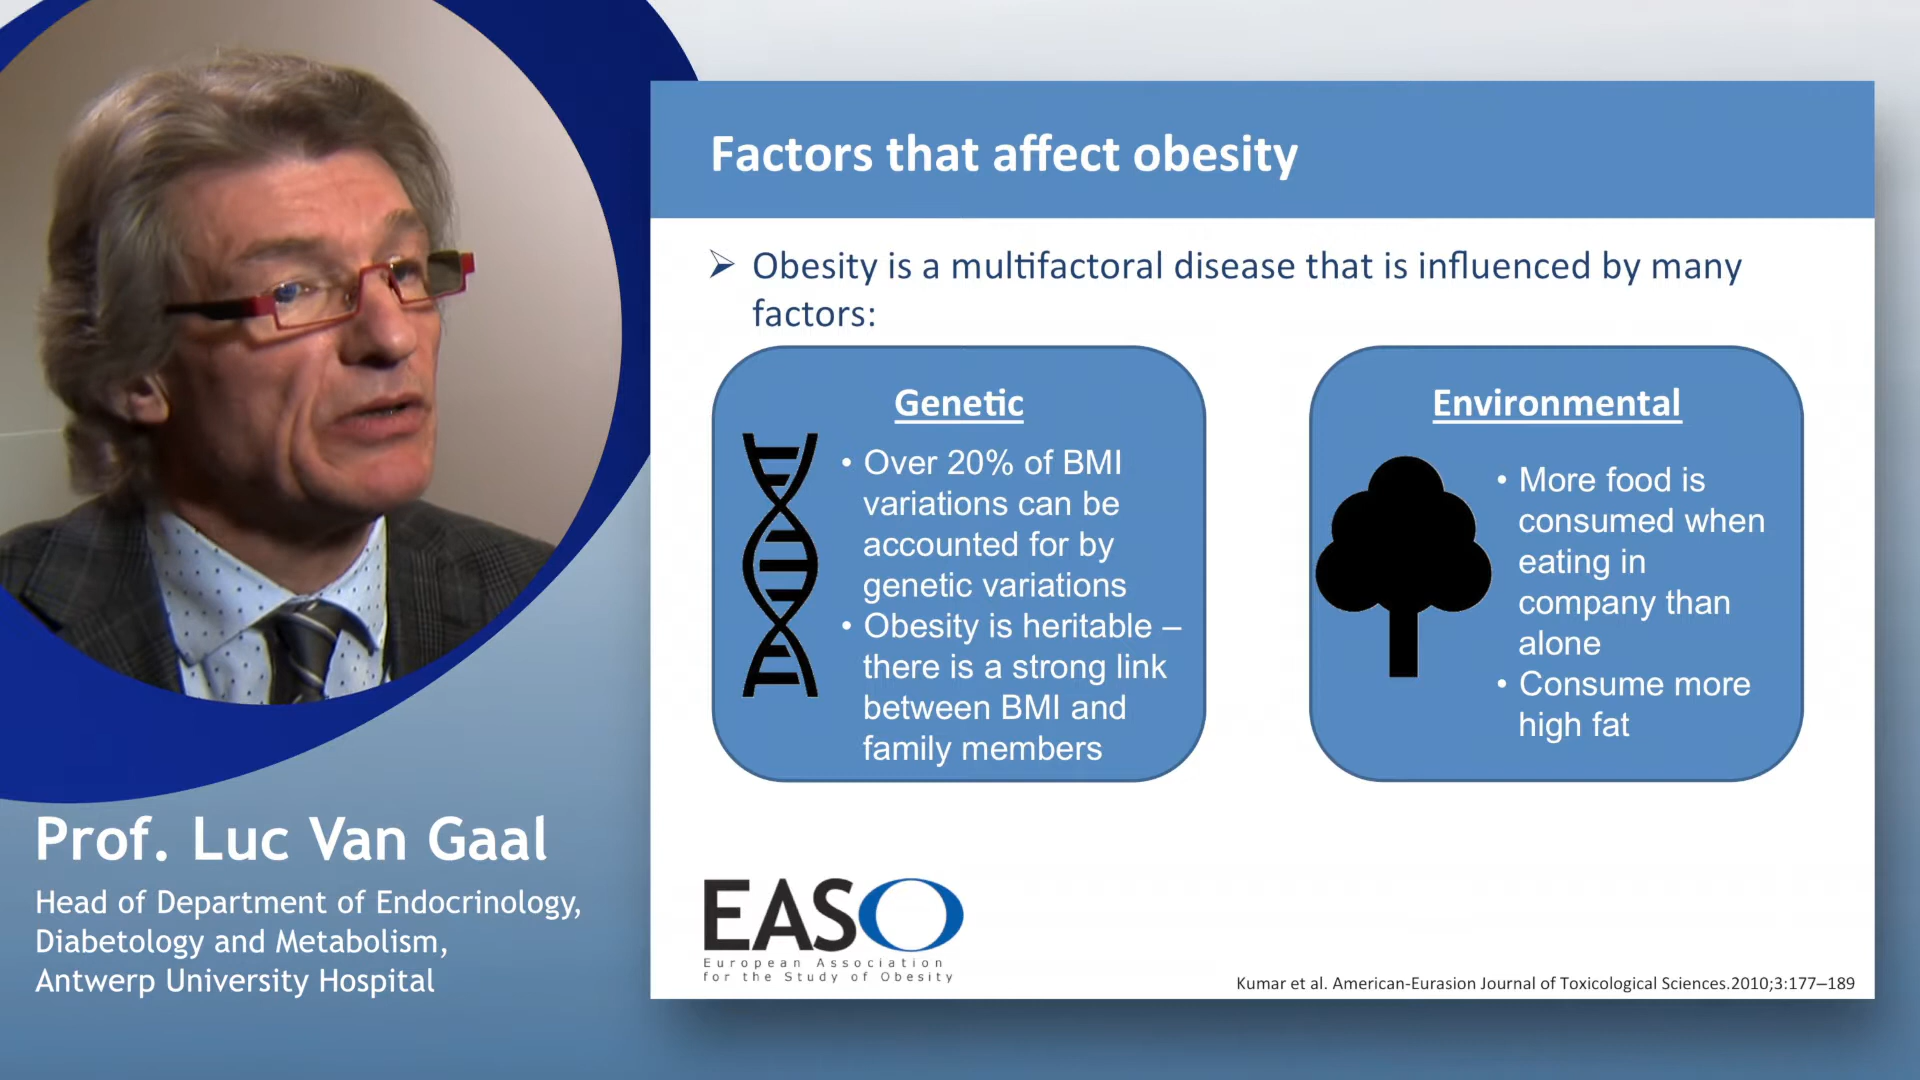 Factors that affect obesity
➢ Obesity is a multifactoral disease that is influenced by many
factors:
Genetic
• Over 20% of BMI
variations can be
accounted for by
genetic variations
• Obesity is heritable –
there is a strong link
between BMI and
family members
Environmental
• More food is
consumed when
eating in
company than
alone
• Consume more
high fat
Prof. Luc Van Gaal
Head of Department of Endocrinology,
Diabetology and Metabolism,
Antwerp University Hospital
EASO
European Association
for the Study of Obesity
Kumar et al. American-Eurasion Journal of Toxicological Sciences.2010;3:177–189